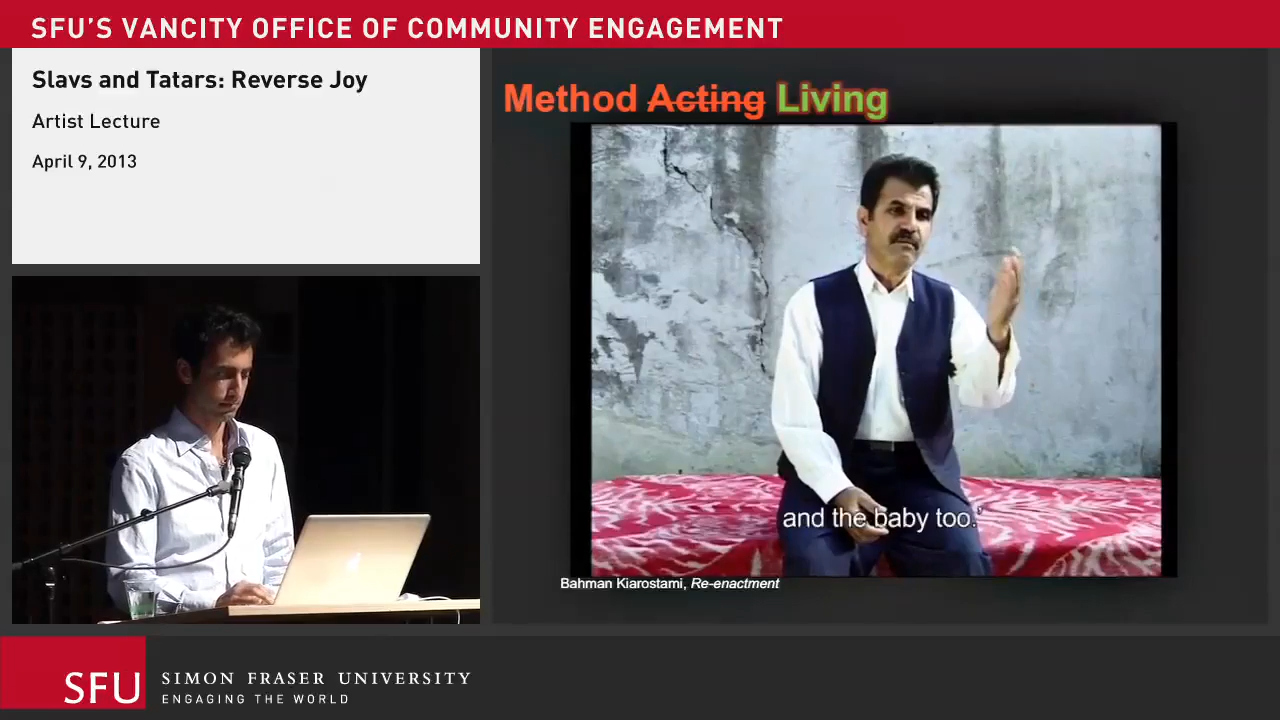 SFU'S VANCITY OFFICE OF COMMUNITY ENGAGEMENT
Slavs and Tatars: Reverse Joy
Artist Lecture
April 9, 2013
Method Acting Living
and the baby too.'
Bahman Kiarostami, Re-enactment
SFU
SIMON FRASER UNIVERSITY
ENGAGING THE WORLD